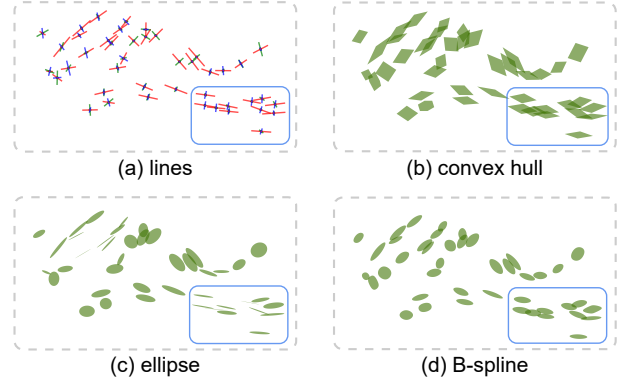 (a) lines
(b) convex hull
(c) ellipse
(d) B-spline